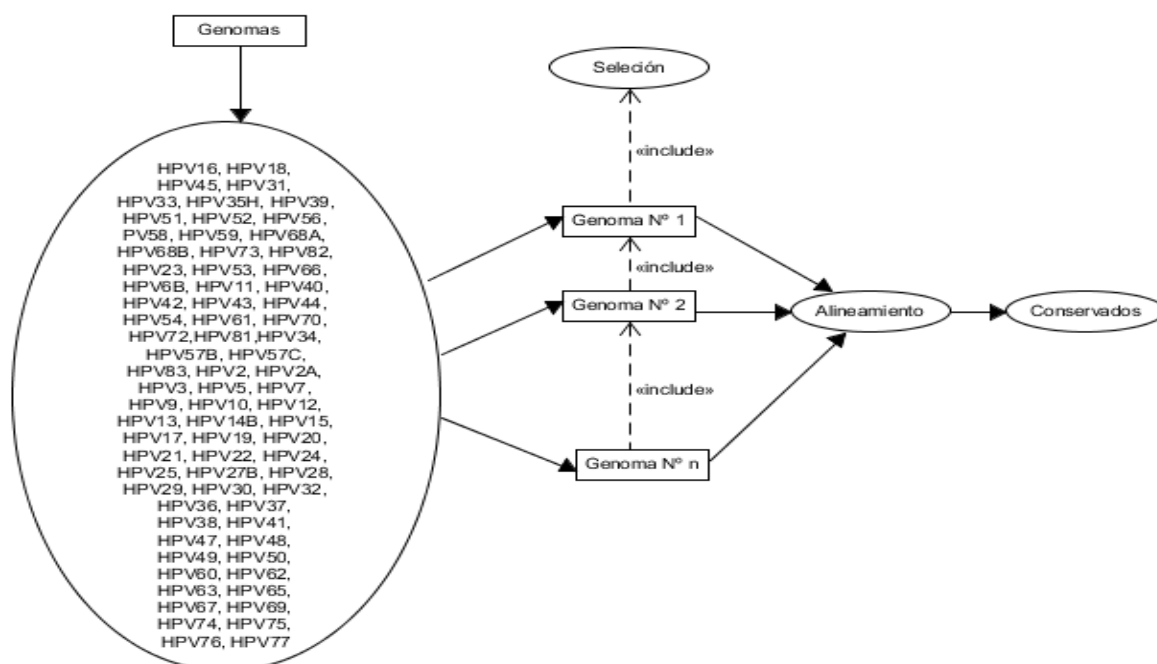 Genomas
Seleción
HPV16, HPV18,
HPV45, HPV31,
HPV33, HPV35H, HPV39,
HPV51, HPV52, HPV56,
PV58, HPV59, HPV68A,
HPV68B, HPV73, HPV82,
HPV23, HPV53, HPV66,
HPV6B, HPV11, HPV40,
HPV42, HPV43, HPV44,
HPV54, HPV61, HPV70,
HPV72,HPV81,HPV34,
HPV57B, HPV57C,
HPV83, HPV2, HPV2A,
HPV3, HPV5, HPV7,
HPV9, HPV10, HPV12,
HPV13, HPV14B, HPV15,
HPV17, HPV19, HPV20,
HPV21, HPV22, HPV24,
HPV25, HPV27B, HPV28,
HPV29, HPV30, HPV32,
HPV36, HPV37,
HPV38, HPV41,
HPV47, HPV48,
HPV49, HPV50,
HPV60, HPV62,
HPV63, HPV65,
HPV67, HPV69,
HPV74, HPV75,
HPV76, HPV77
«include»
Genoma Nº 1
«include»
Genoma Nº 2
«include»
Genoma Nº n
Alineamiento
Conservados